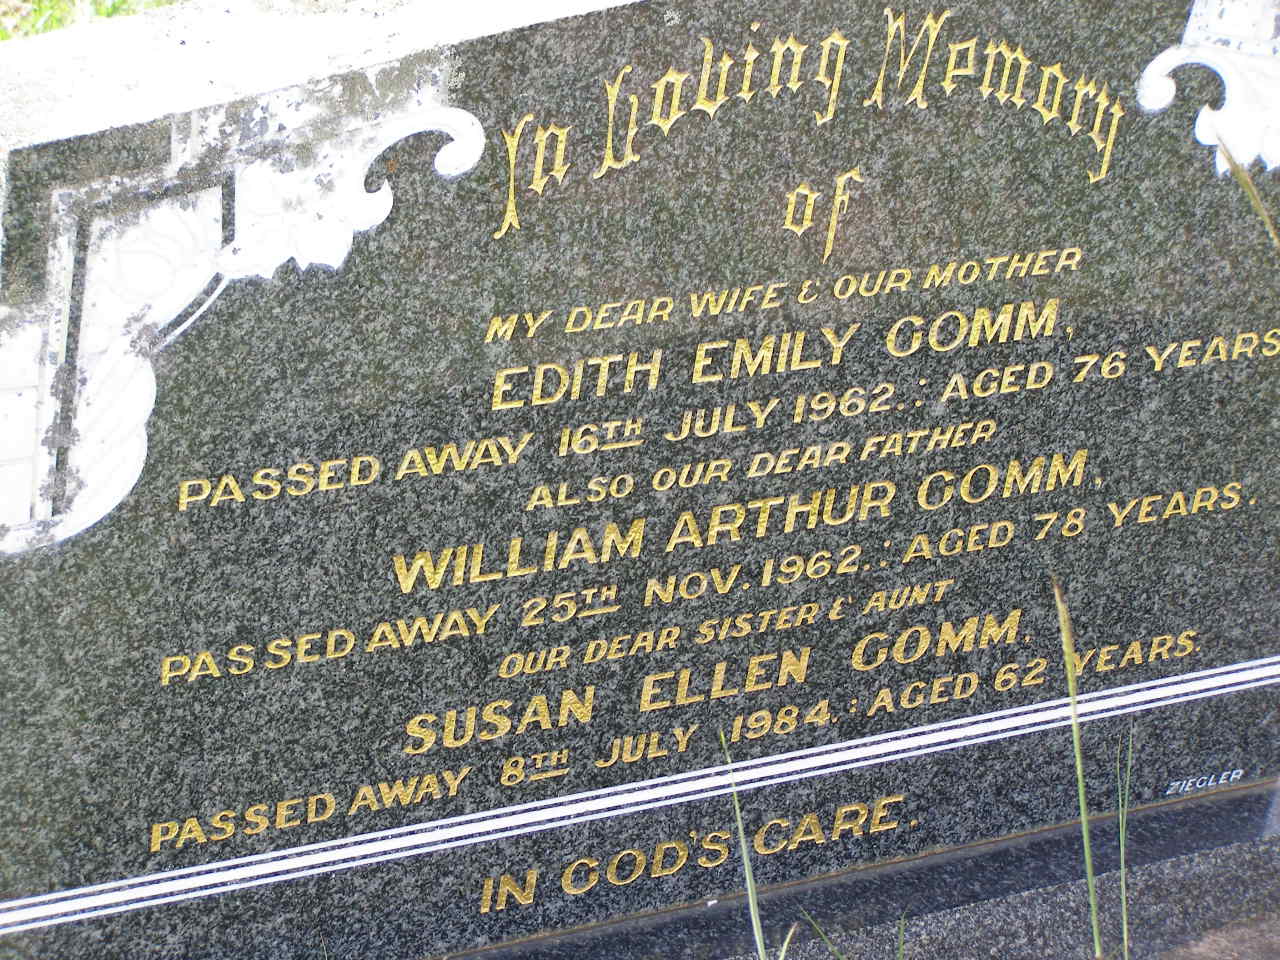 In Loving Memory
of
MY DEAR WIFE & OUR MOTHER
EDITH EMILY GOMM,
PASSED AWAY 16TH JULY 1962.: AGED 76 YEARS
ALSO OUR DEAR FATHER
WILLIAM ARTHUR GOMM,
PASSED AWAY 25TH NOV. 1962.: AGED 78 YEARS.
OUR DEAR SISTER & AUNT
SUSAN ELLEN GOMM.
PASSED AWAY 8TH JULY 1984.: AGED 62 YEARS.
IN GOD'S CARE.
ZIEGLER